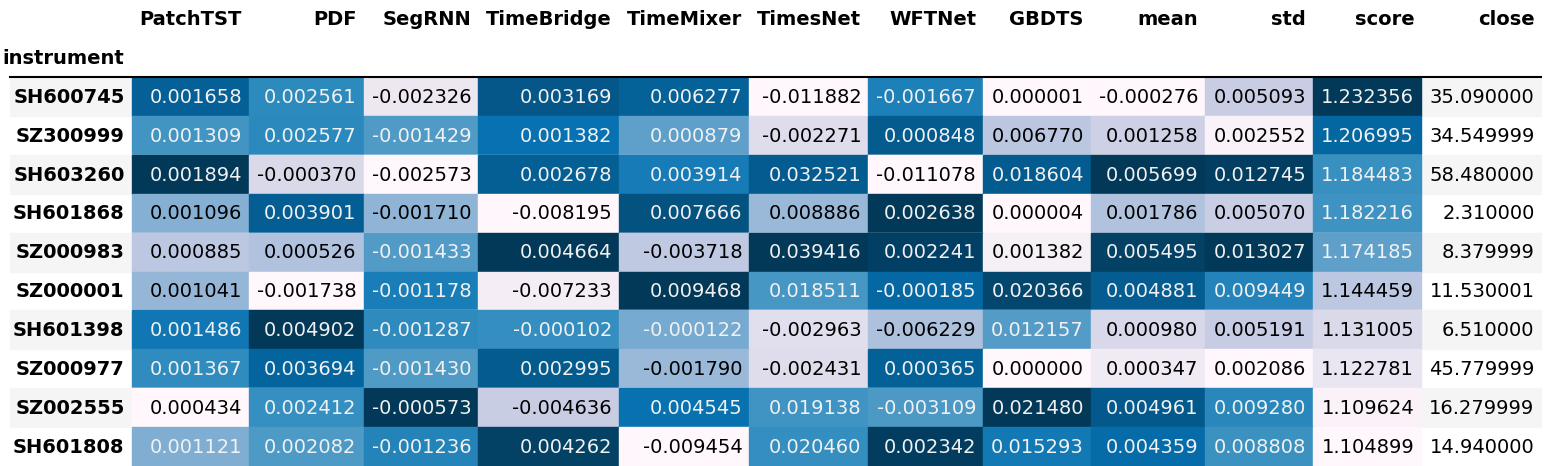 PatchTST PDF SegRNN TimeBridge TimeMixer TimesNet WFTNet GBDTS mean std score close
instrument
SH600745 0.001658 0.002561 -0.002326 0.003169 0.006277 -0.011882 -0.001667 0.000001 -0.000276 0.005093 1.232356 35.090000
SZ300999 0.001309 0.002577 -0.001429 0.001382 0.000879 -0.002271 0.000848 0.006770 0.001258 0.002552 1.206995 34.549999
SH603260 0.001894 -0.000370 -0.002573 0.002678 0.003914 0.032521 -0.011078 0.018604 0.005699 0.012745 1.184483 58.480000
SH601868 0.001096 0.003901 -0.001710 -0.008195 0.007666 0.008886 0.002638 0.000004 0.001786 0.005070 1.182216 2.310000
SZ000983 0.000885 0.000526 -0.001433 0.004664 -0.003718 0.039416 0.002241 0.001382 0.005495 0.013027 1.174185 8.379999
SZ000001 0.001041 -0.001738 -0.001178 -0.007233 0.009468 0.018511 -0.000185 0.020366 0.004881 0.009449 1.144459 11.530001
SH601398 0.001486 0.004902 -0.001287 -0.000102 -0.000122 -0.002963 -0.006229 0.012157 0.000980 0.005191 1.131005 6.510000
SZ000977 0.001367 0.003694 -0.001430 0.002995 -0.001790 -0.002431 0.000365 0.000000 0.000347 0.002086 1.122781 45.779999
SZ002555 0.000434 0.002412 -0.000573 -0.004636 0.004545 0.019138 -0.003109 0.021480 0.004961 0.009280 1.109624 16.279999
SH601808 0.001121 0.002082 -0.001236 0.004262 -0.009454 0.020460 0.002342 0.015293 0.004359 0.008808 1.104899 14.940000